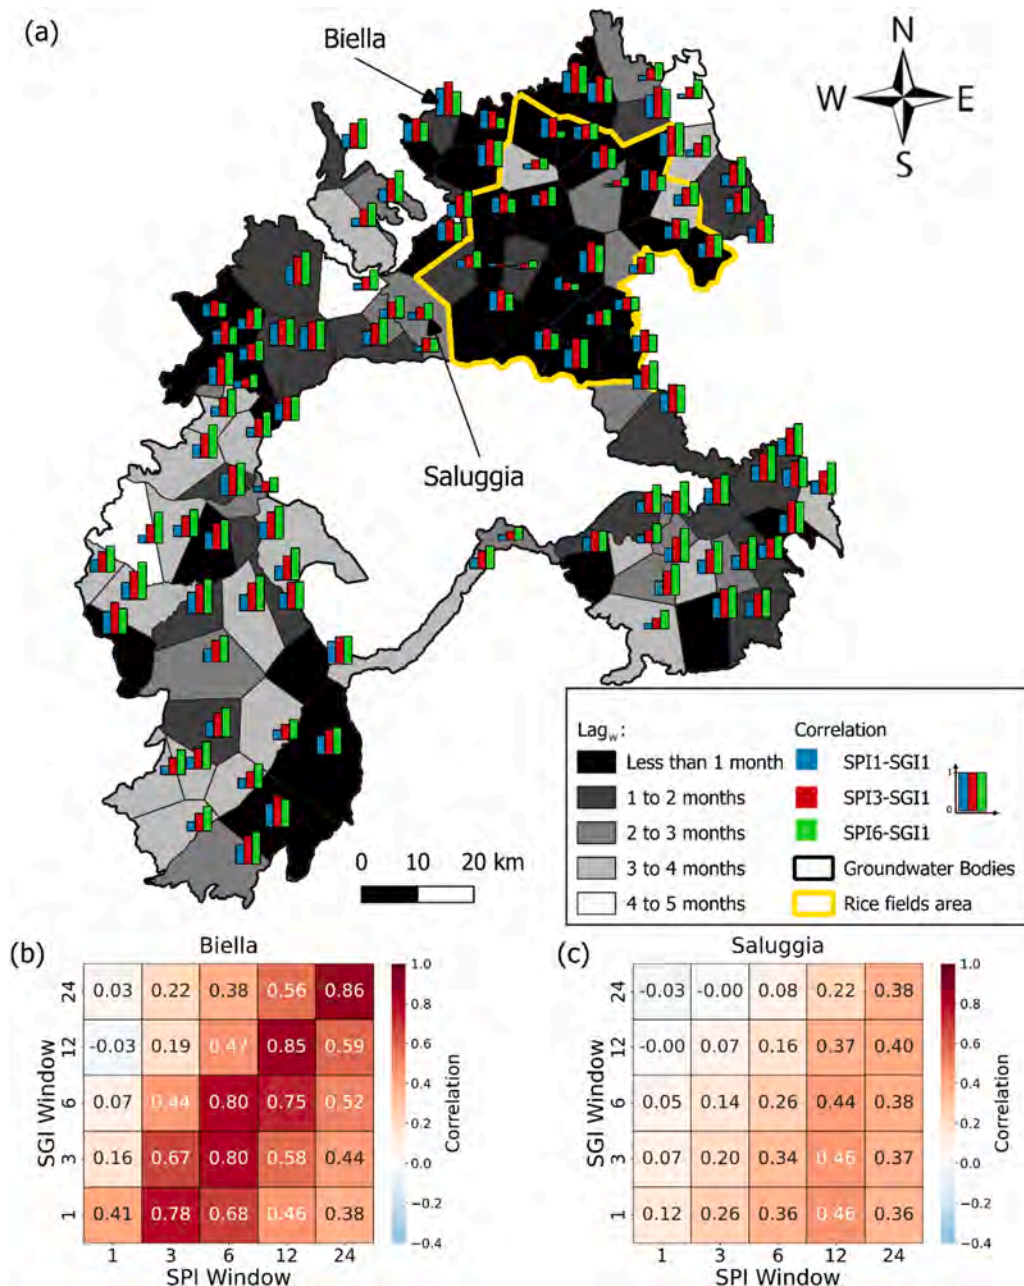 (a)
Biella
N
W E
S
Saluggia
Lag_w :
Less than 1 month
1 to 2 months
2 to 3 months
3 to 4 months
4 to 5 months
Correlation
SPI1-SGI1
SPI3-SGI1
SPI6-SGI1
Groundwater Bodies
Rice fields area
1
0
0 10 20 km
(b) Biella
SGI Window
24 0.03 0.22 0.38 0.56 0.86
12 -0.03 0.19 0.47 0.85 0.59
6 0.07 0.44 0.80 0.75 0.52
3 0.16 0.67 0.80 0.58 0.44
1 0.41 0.78 0.68 0.46 0.38
1 3 6 12 24
SPI Window
1.0
0.8
0.6
0.4
0.2
0.0
-0.2
-0.4
Correlation
(c) Saluggia
SGI Window
24 -0.03 -0.00 0.08 0.22 0.38
12 -0.00 0.07 0.16 0.37 0.40
6 0.05 0.14 0.26 0.44 0.38
3 0.07 0.20 0.34 0.46 0.37
1 0.12 0.26 0.36 0.46 0.36
1 3 6 12 24
SPI Window
1.0
0.8
0.6
0.4
0.2
0.0
-0.2
-0.4
Correlation